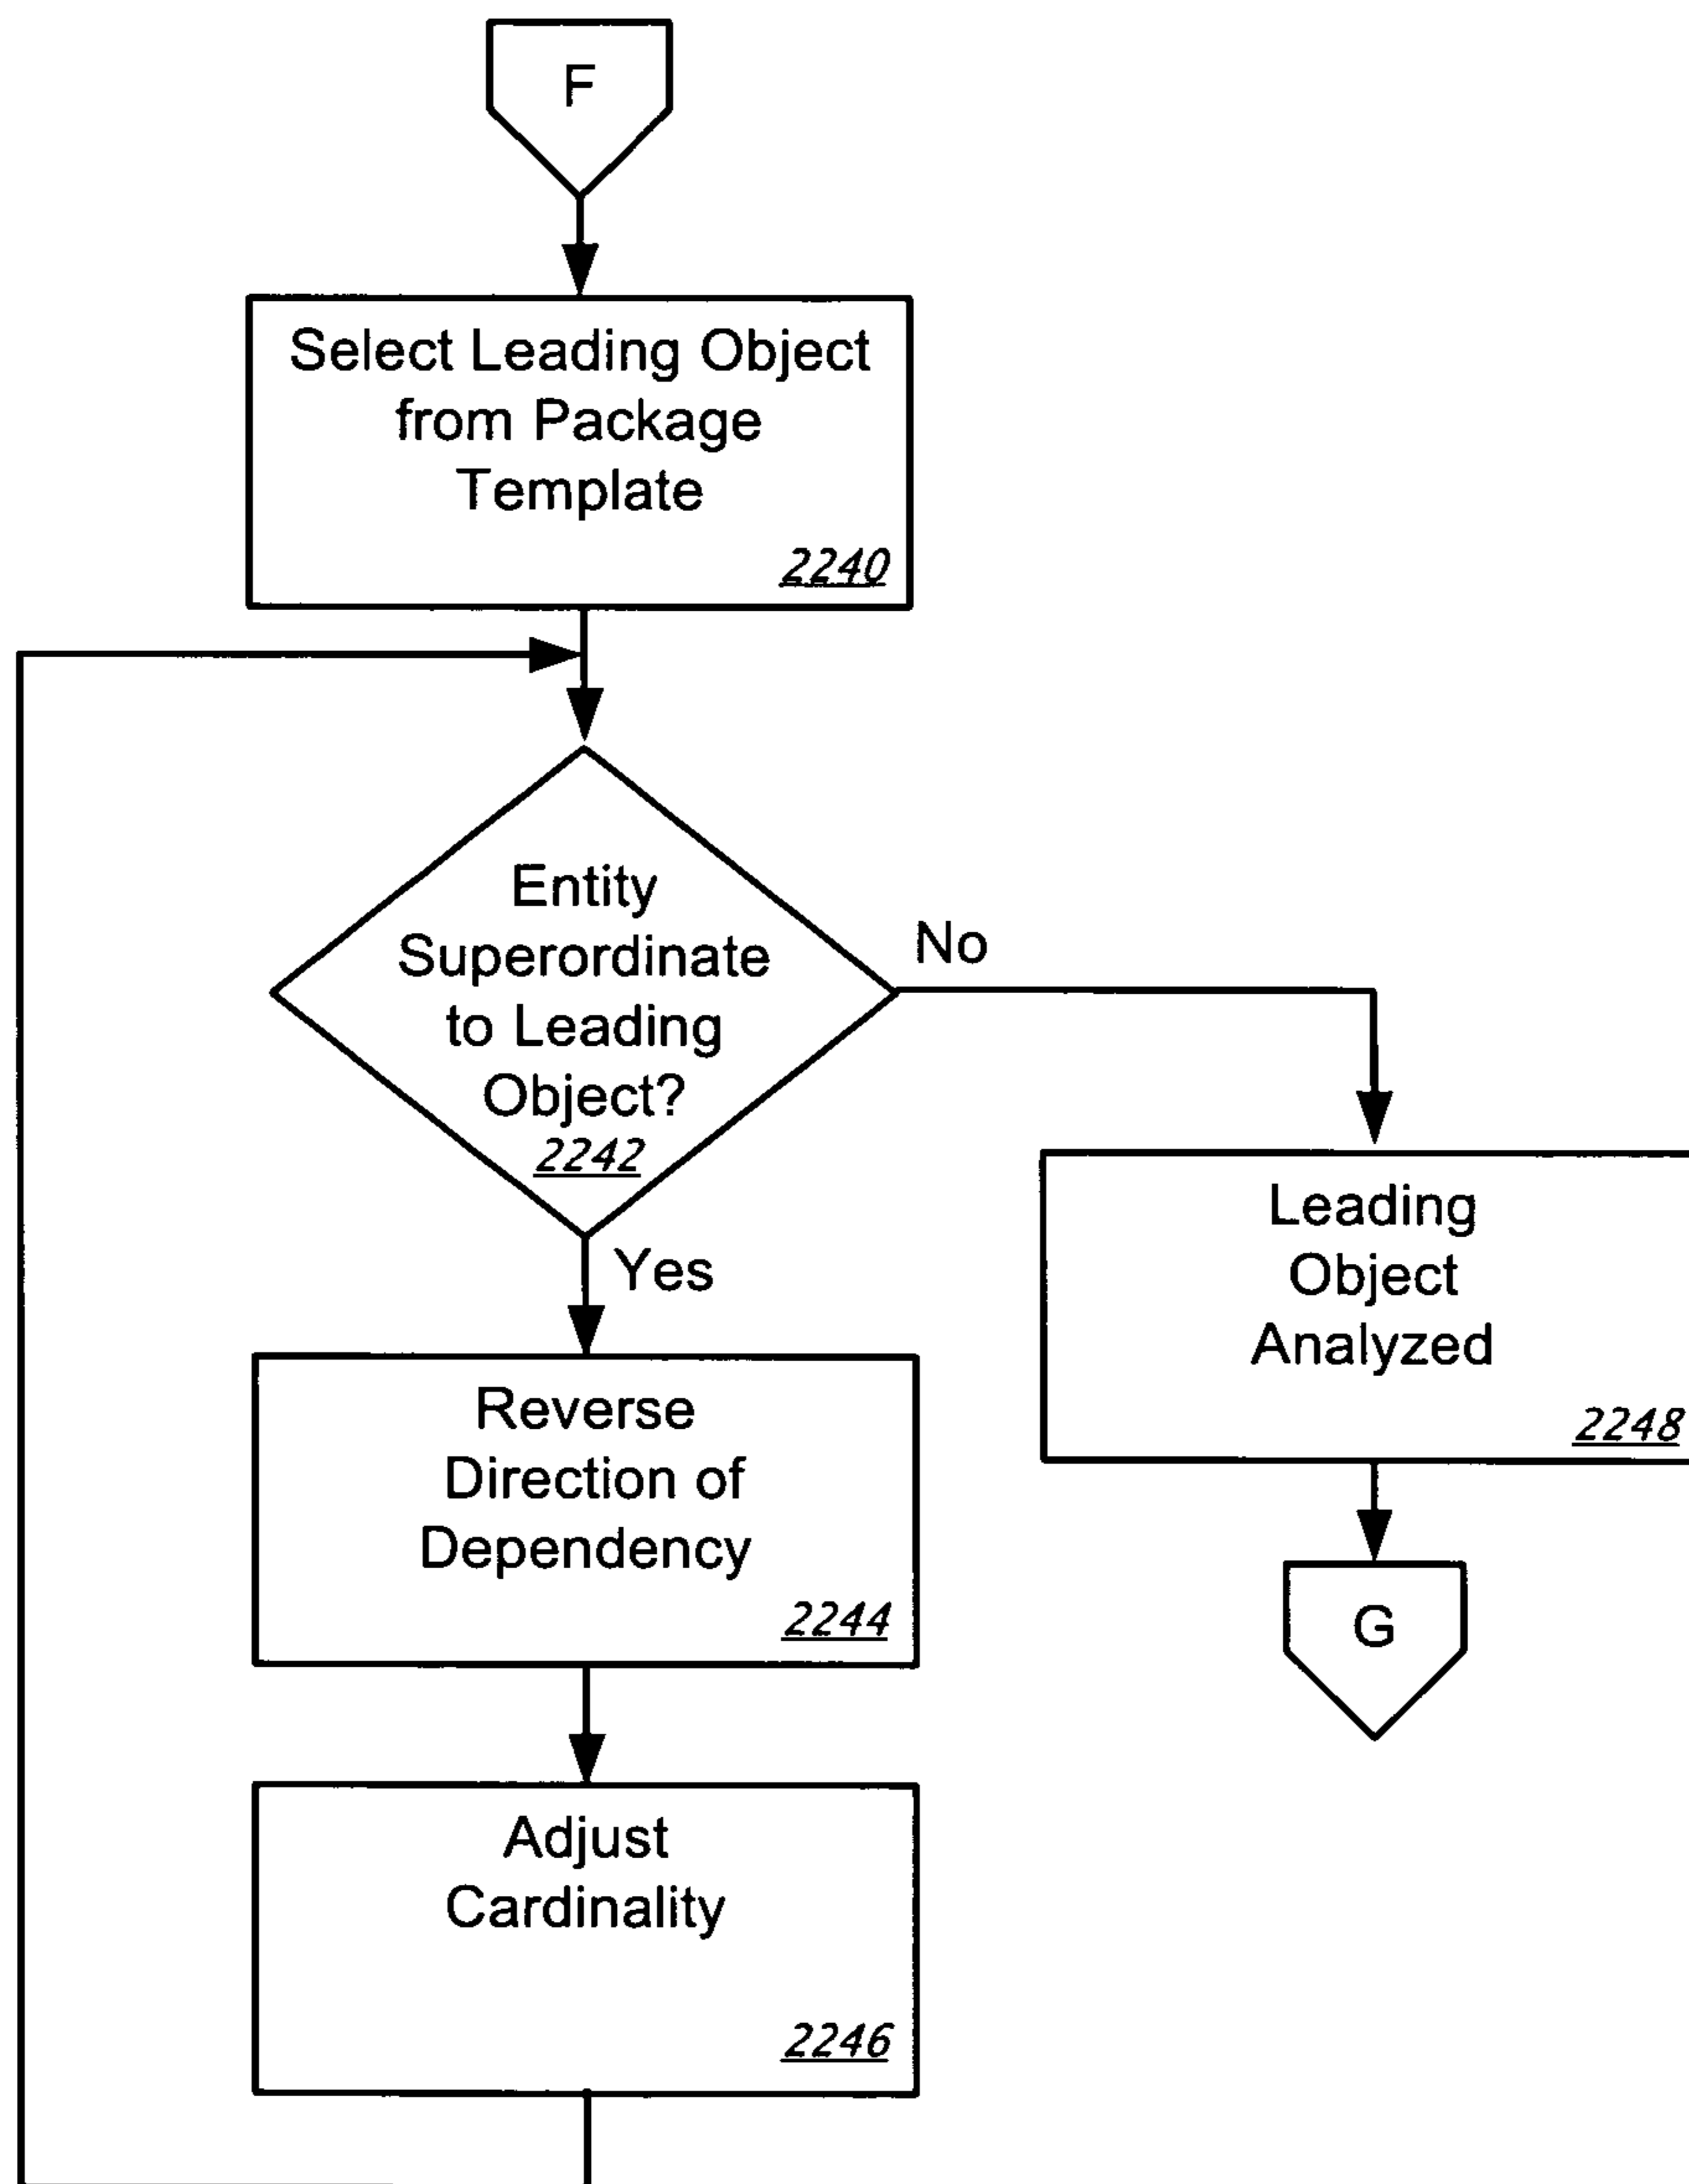 F
Select Leading Object
from Package
Template
2240
Entity
Superordinate
to Leading
Object?
2242
No
Yes
Leading
Object
Analyzed
2248
Reverse
Direction of
Dependency
2244
G
Adjust
Cardinality
2246